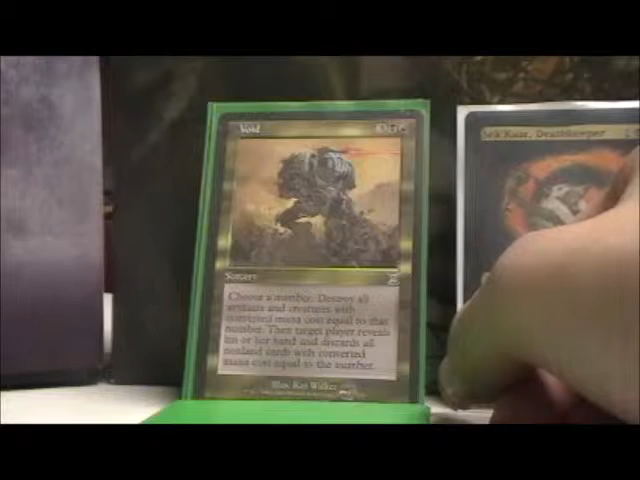 Void
Sek'Kuar, Deathkeeper
Sorcery
Choose a number. Destroy all
artifacts and creatures with
converted mana cost equal to that
number. Then target player reveals
his or her hand and discards all
nonland cards with converted
mana cost equal to the number.
Illus. Kev Walker